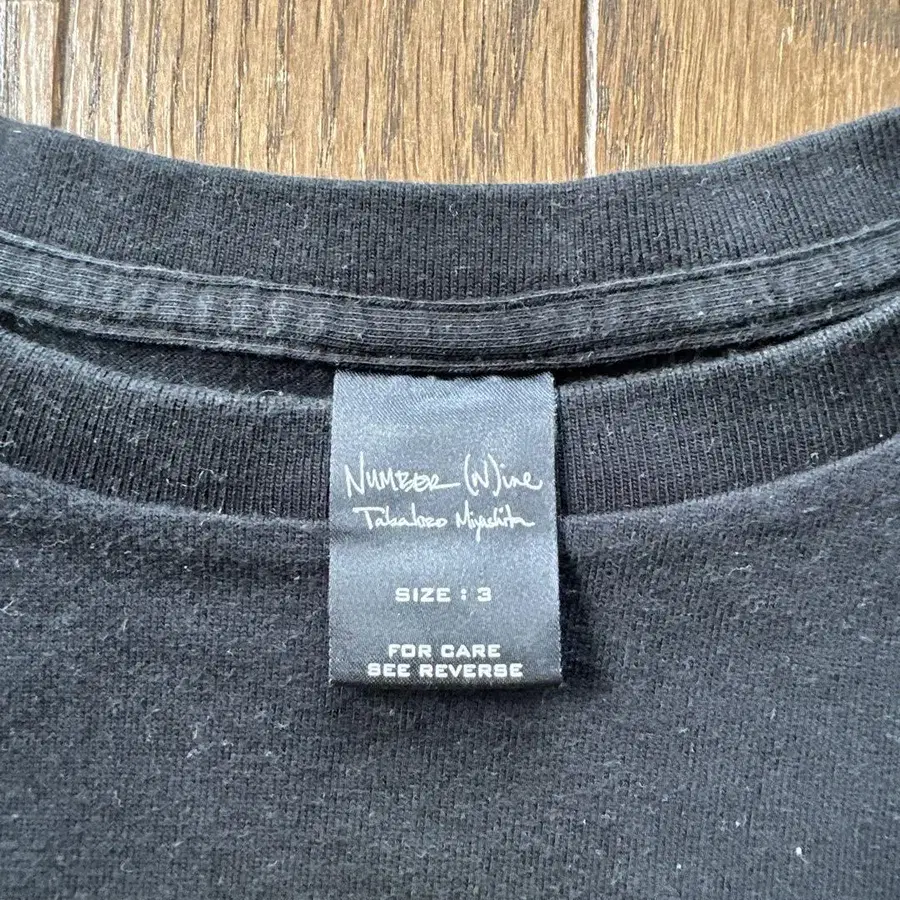 NUMBER (N)ine
Takahiro Miyashita
SIZE : 3
FOR CARE
SEE REVERSE